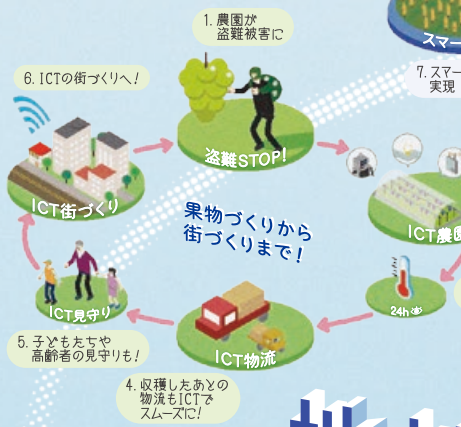 1. 農園が
盗難被害に
スマー
6. ICTの街づくりへ!
7. スマー
実現
盗難STOP!
ICT街づくり
果物づくりから
街づくりまで!
ICT農園
ICT見守り
24h
ICT物流
5. 子どもたちや
高齢者の見守りも!
4. 収穫したあとの
物流もICTで
スムーズに!